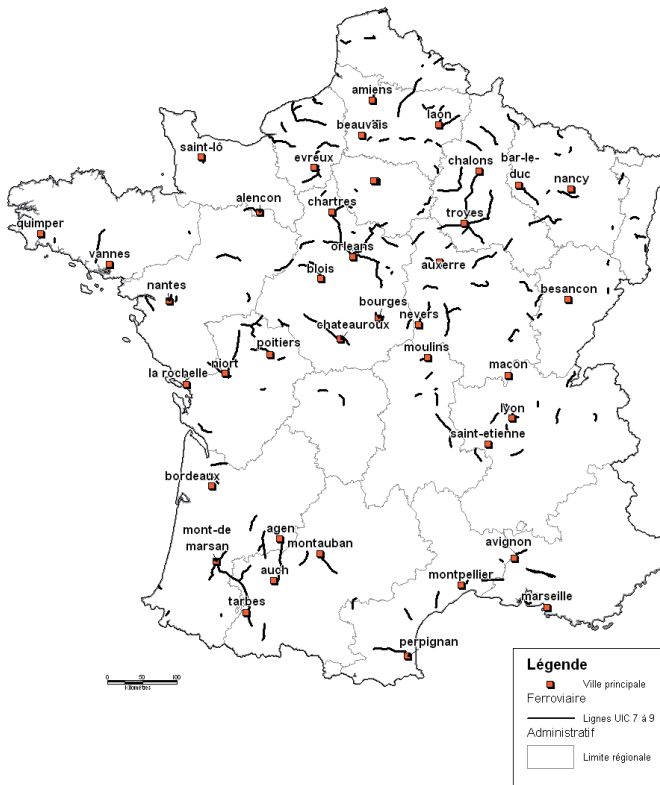 amiens
laon
beauvais
saint-lô
evreux
chalons
bar-le-
duc
nancy
alencon
chartres
troyes
quimper
vannes
orleans
auxerre
blois
nantes
besancon
bourges
nevers
chateauroux
poitiers
moulins
niort
la rochelle
macon
lyon
saint-etienne
bordeaux
mont-de
marsan
agen
montauban
avignon
auch
montpellier
tarbes
marseille
perpignan
0 50 100
Kilomètres
Légende
Ville principale
Ferroviaire
Lignes UIC 7 à 9
Administratif
Limite régionale